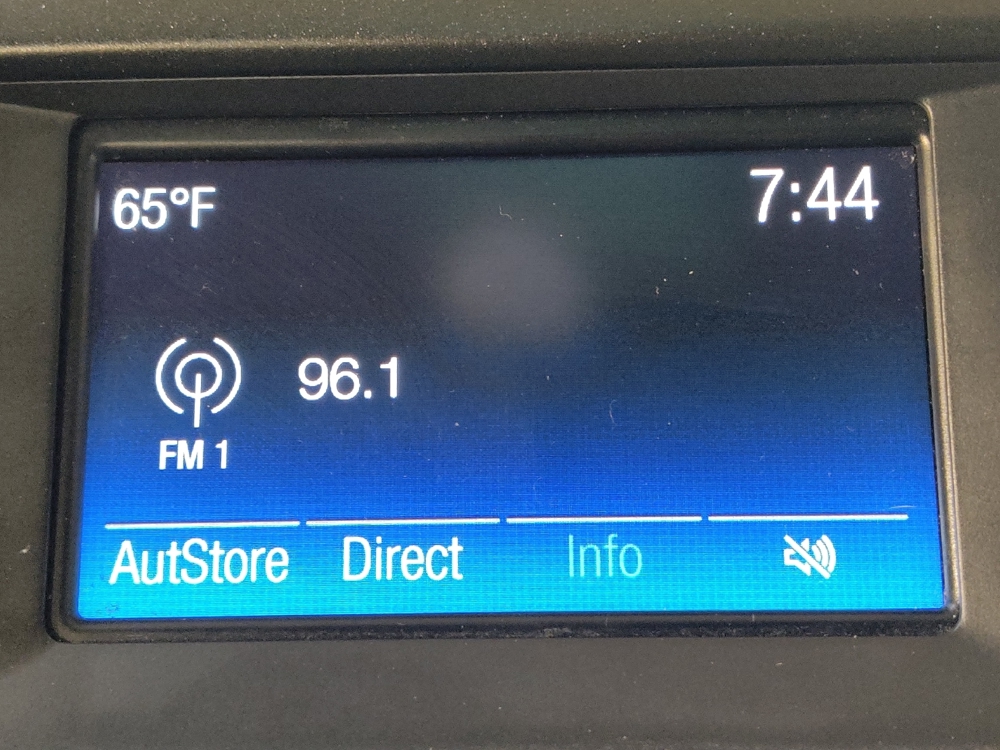 65°F 7:44
96.1
FM 1
AutStore Direct Info